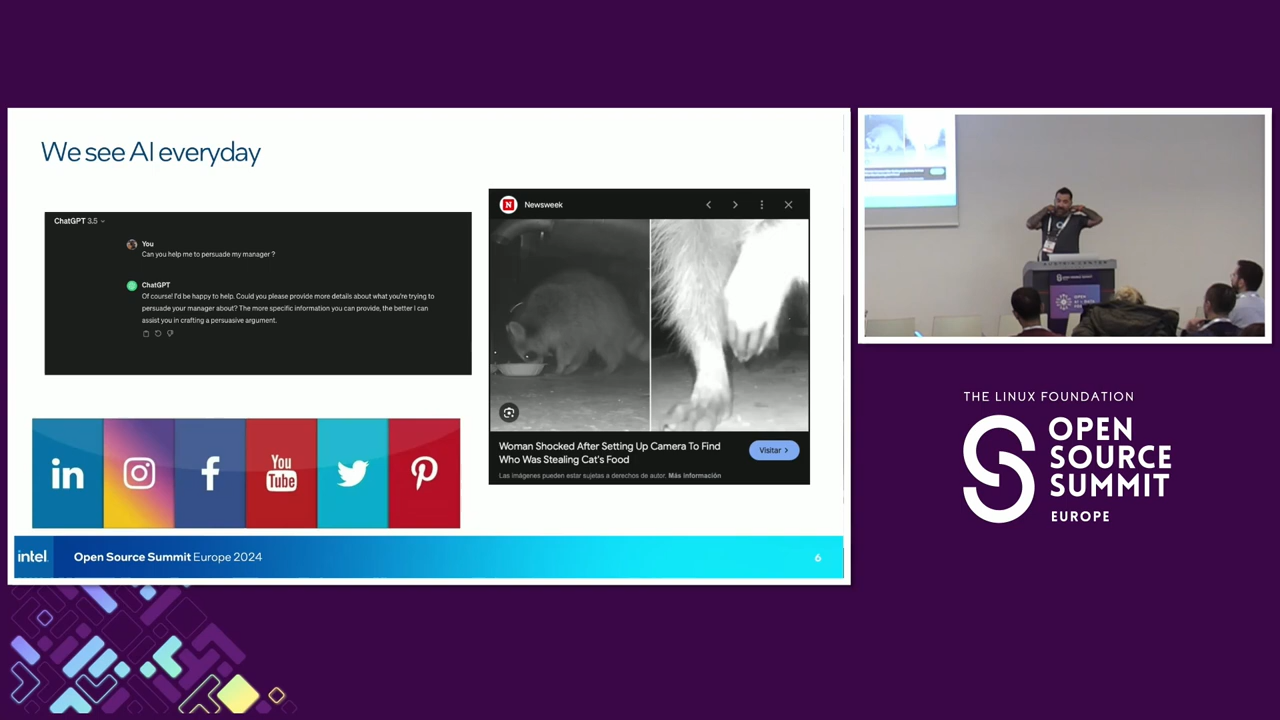 We see AI everyday
ChatGPT 3.5
You
Can you help me to persuade my manager ?
ChatGPT
Of course! I'd be happy to help. Could you please provide more details about what you're trying to
persuade your manager about? The more specific information you can provide, the better I can
assist you in crafting a persuasive argument.
N Newsweek
Woman Shocked After Setting Up Camera To Find
Who Was Stealing Cat's Food
Visitar >
Las imágenes pueden estar sujetas a derechos de autor. Más información
in
f
You
Tube
intel.
Open Source Summit Europe 2024
6
AUSTRIA CENTER
THE LINUX FOUNDATION
OPEN
SOURCE
SUMMIT
EUROPE